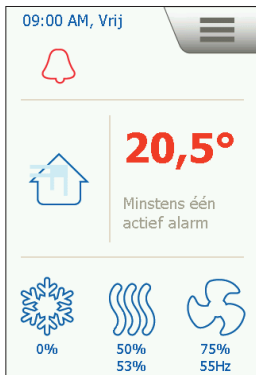 09:00 AM, Vrij
20,5°
Minstens één
actief alarm
0% 50% 75%
53% 55Hz